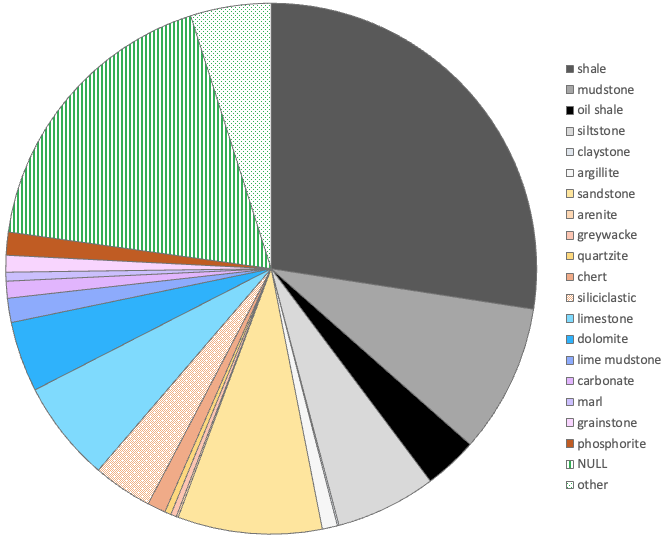 shale
mudstone
oil shale
siltstone
claystone
argillite
sandstone
arenite
greywacke
quartzite
chert
siliciclastic
limestone
dolomite
lime mudstone
carbonate
marl
grainstone
phosphorite
NULL
other